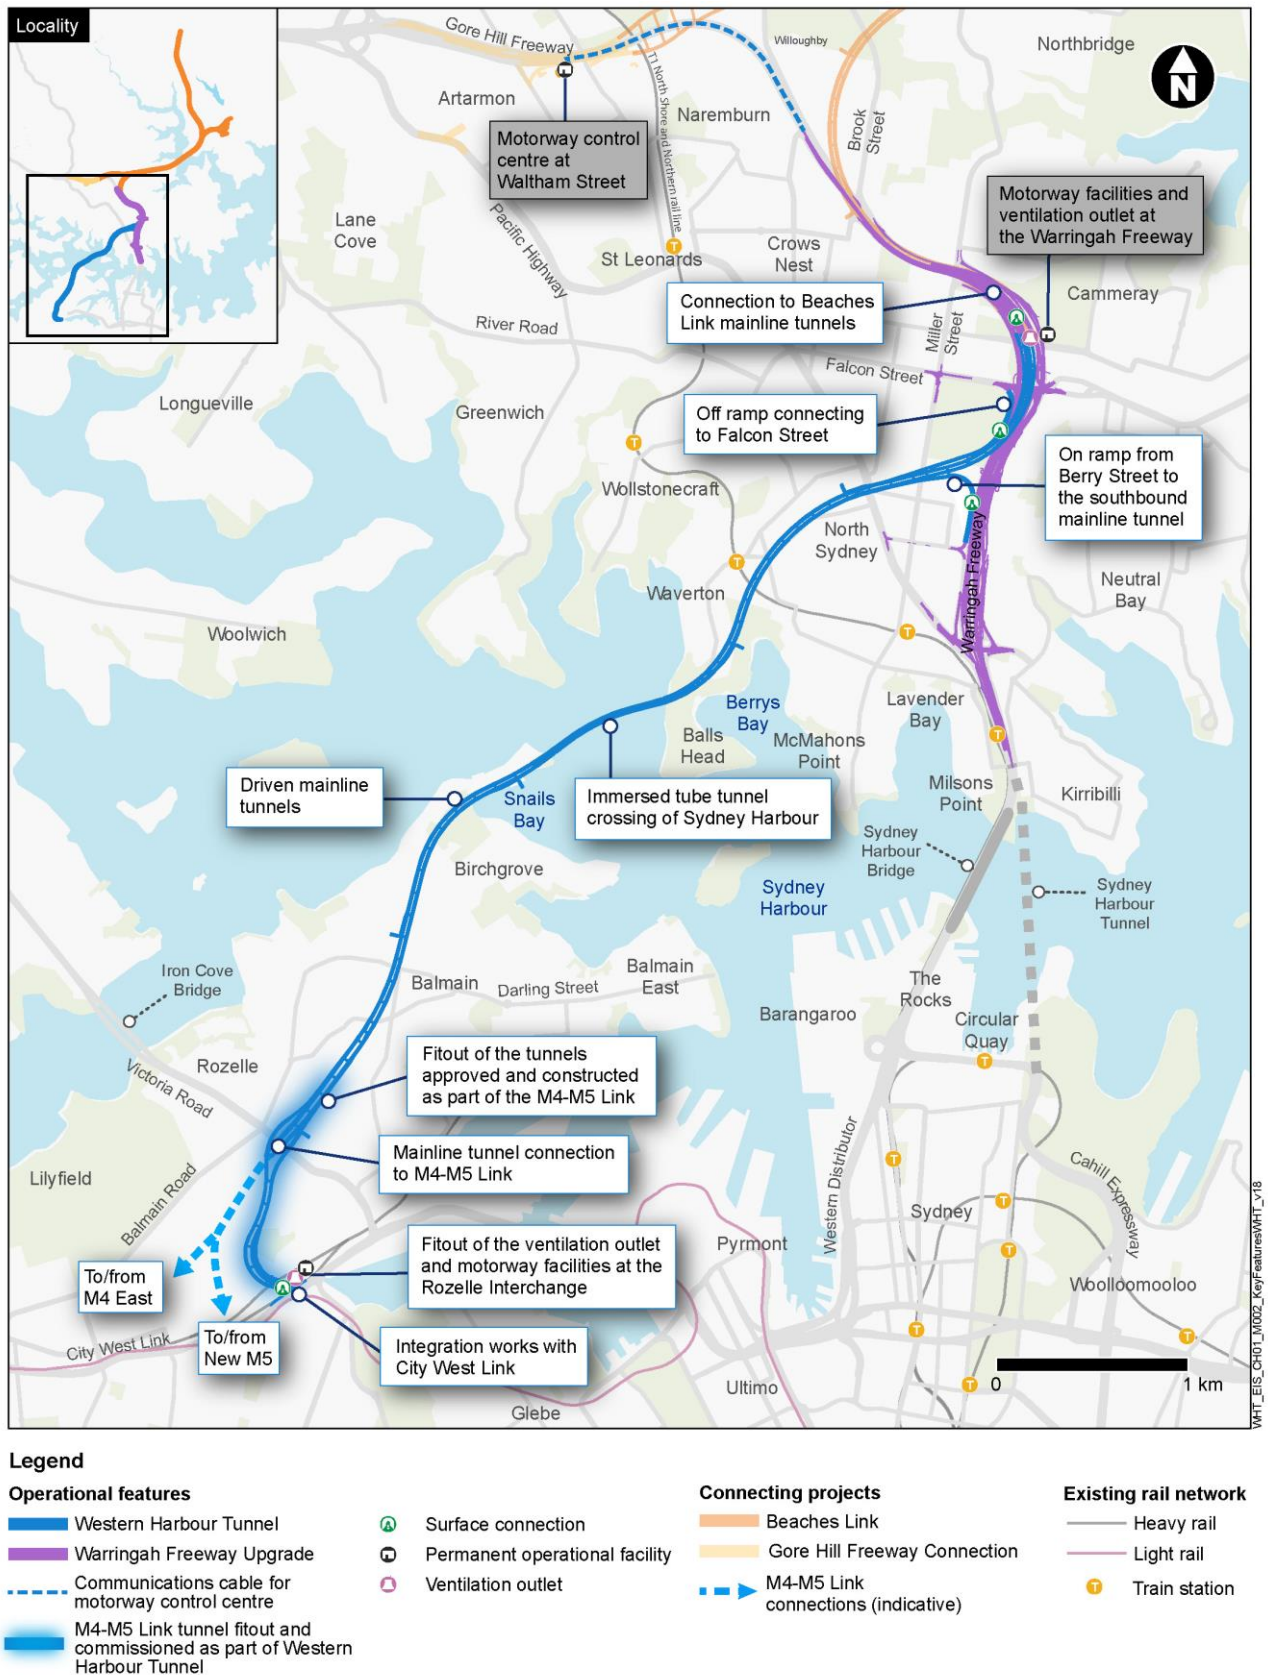 Locality
Gore Hill Freeway
Willoughby
Northbridge
N
Artarmon
T1 North Shore and Northern rail line
Naremburn
Brook
Street
Motorway control
centre at
Waltham Street
Motorway facilities and
ventilation outlet at
the Warringah Freeway
Lane
Cove
Pacific Highway
T
St Leonards
Crows
Nest
Connection to Beaches
Link mainline tunnels
Cammeray
River Road
Miller
Street
Falcon Street
Longueville
Greenwich
Off ramp connecting
to Falcon Street
T
On ramp from
Berry Street to
the southbound
mainline tunnel
Wollstonecraft
North
Sydney
Warringah Freeway
T
Waverton
Neutral
Bay
Woolwich
T
Lavender
Bay
Berrys
Bay
Balls
Head
McMahons
Point
T
Driven mainline
tunnels
Snails
Bay
Immersed tube tunnel
crossing of Sydney Harbour
Milsons
Point
Kirribilli
Sydney
Harbour
Bridge
Birchgrove
Sydney
Harbour
Sydney
Harbour
Tunnel
Iron Cove
Bridge
Balmain
Darling Street
Balmain
East
The
Rocks
Barangaroo
Circular
Quay
T
Rozelle
Victoria Road
Fitout of the tunnels
approved and constructed
as part of the M4-M5 Link
Mainline tunnel connection
to M4-M5 Link
Western Distributor
T
Cahill Expressway
Lilyfield
Balmain Road
Sydney
T
Pyrmont
T
Fitout of the ventilation outlet
and motorway facilities at the
Rozelle Interchange
To/from
M4 East
Woolloomooloo
To/from
New M5
City West Link
Integration works with
City West Link
T
T
T
Ultimo
Glebe
0 1 km
WHT_EIS_CH01_M002_KeyFeaturesWHT_v18
Legend
Operational features
Western Harbour Tunnel
Warringah Freeway Upgrade
Communications cable for
motorway control centre
M4-M5 Link tunnel fitout and
commissioned as part of Western
Harbour Tunnel
Surface connection
Permanent operational facility
Ventilation outlet
Connecting projects
Beaches Link
Gore Hill Freeway Connection
M4-M5 Link
connections (indicative)
Existing rail network
Heavy rail
Light rail
T Train station